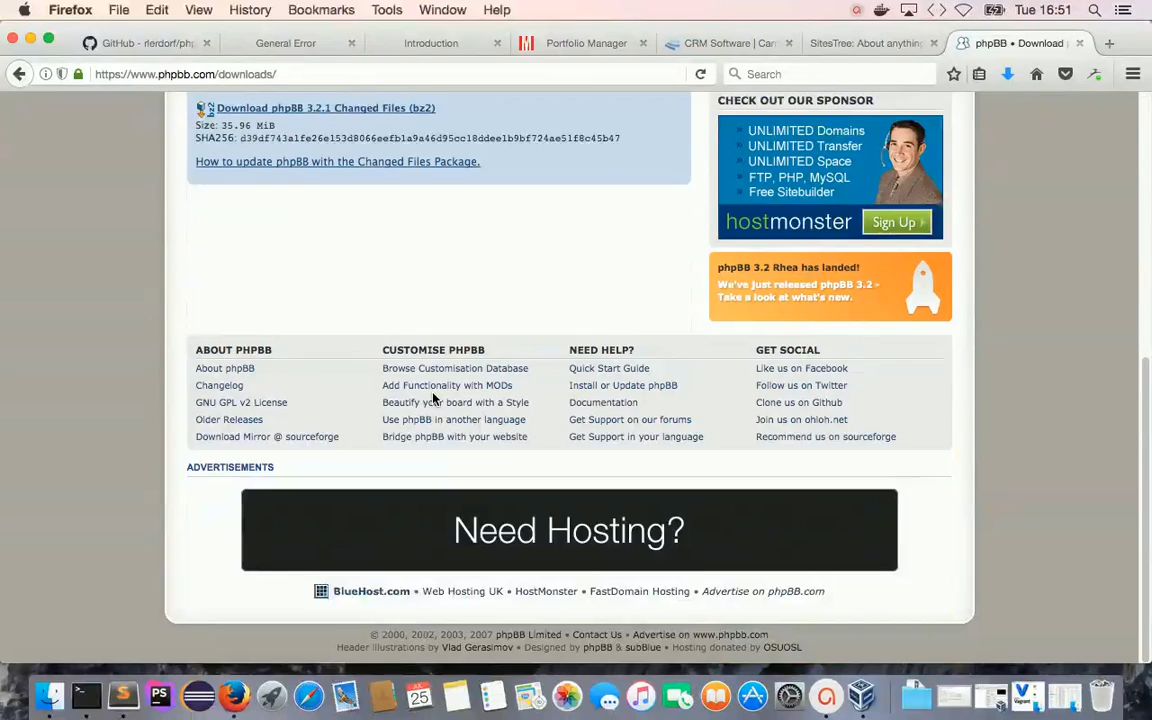 Firefox File Edit View History Bookmarks Tools Window Help Tue 16:51
GitHub - rlerdorf/php General Error Introduction Portfolio Manager CRM Software | Carr SitesTree: About anything phpBB • Download
https://www.phpbb.com/downloads/ Search
Download phpBB 3.2.1 Changed Files (bz2)
Size: 35.96 MiB
SHA256: d39df743a1fe26e153d8066eefb1a9a46d95cc18ddee1b9bf724ae51f8c45b47
How to update phpBB with the Changed Files Package.
CHECK OUT OUR SPONSOR
UNLIMITED Domains
UNLIMITED Transfer
UNLIMITED Space
FTP, PHP, MySQL
Free Sitebuilder
hostmonster Sign Up
phpBB 3.2 Rhea has landed!
We've just released phpBB 3.2 -
Take a look at what's new.
ABOUT PHPBB
About phpBB
Changelog
GNU GPL v2 License
Older Releases
Download Mirror @ sourceforge
CUSTOMISE PHPBB
Browse Customisation Database
Add Functionality with MODs
Beautify your board with a Style
Use phpBB in another language
Bridge phpBB with your website
NEED HELP?
Quick Start Guide
Install or Update phpBB
Documentation
Get Support on our forums
Get Support in your language
GET SOCIAL
Like us on Facebook
Follow us on Twitter
Clone us on Github
Join us on ohloh.net
Recommend us on sourceforge
ADVERTISEMENTS
Need Hosting?
BlueHost.com • Web Hosting UK • HostMonster • FastDomain Hosting • Advertise on phpBB.com
© 2000, 2002, 2003, 2007 phpBB Limited • Contact Us • Advertise on www.phpbb.com
Header illustrations by Vlad Gerasimov • Designed by phpBB & subBlue • Hosting donated by OSUOSL
PS
25
Vagrant